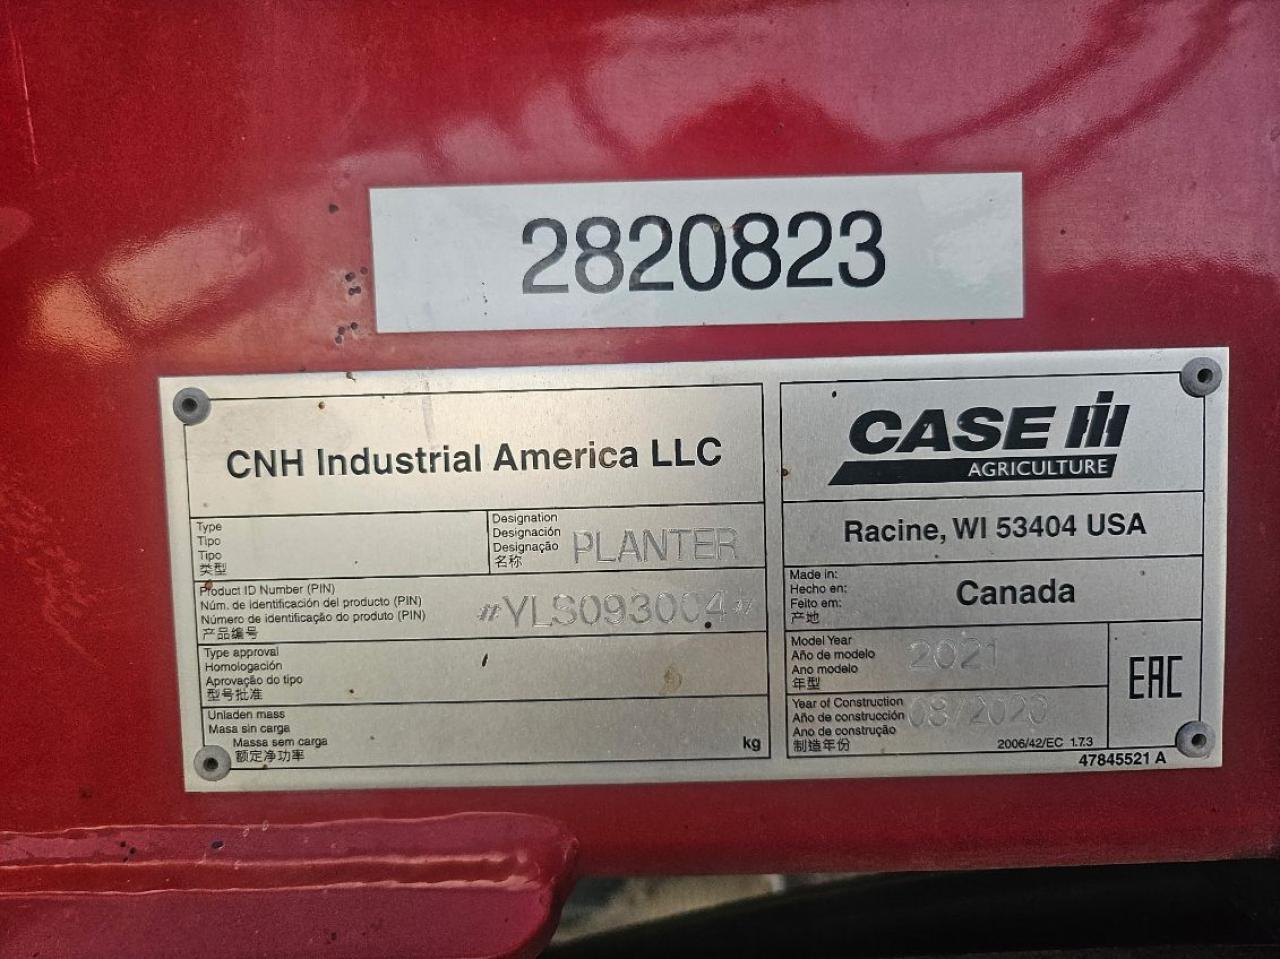 2820823
CNH Industrial America LLC
CASE IH
AGRICULTURE
Racine, WI 53404 USA
Type
Tipo
Tipo
类型
Designation
Designación
Designação
名称
PLANTER
Product ID Number (PIN)
Núm. de identificación del producto (PIN)
Número de identificação do produto (PIN)
产品编号
#YLS093004#
Type approval
Homologación
Aprovação do tipo
型号批准
Unladen mass
Masa sin carga
Massa sem carga
额定净功率
kg
Made in:
Hecho en:
Feito em:
产地
Canada
Model Year
Año de modelo
Ano modelo
年型
2021
Year of Construction
Año de construcción
Ano de construção
制造年份
08/2020
EAC
2006/42/EC 1.7.3
47845521 A